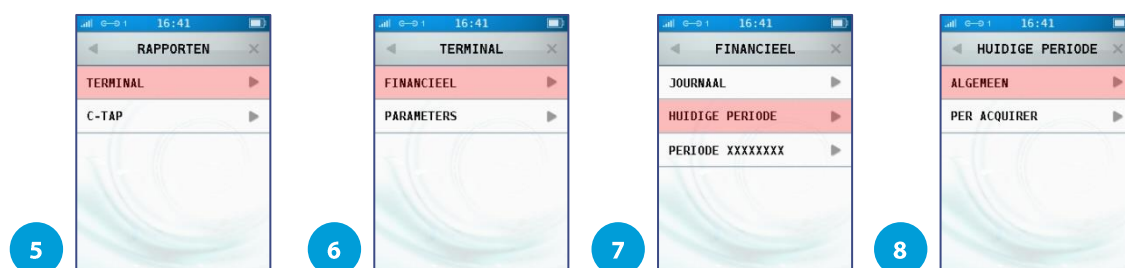 16:41
RAPPORTEN
TERMINAL
C-TAP
5
16:41
TERMINAL
FINANCIEEL
PARAMETERS
6
16:41
FINANCIEEL
JOURNAAL
HUIDIGE PERIODE
PERIODE XXXXXXXX
7
16:41
HUIDIGE PERIODE
ALGEMEEN
PER ACQUIRER
8